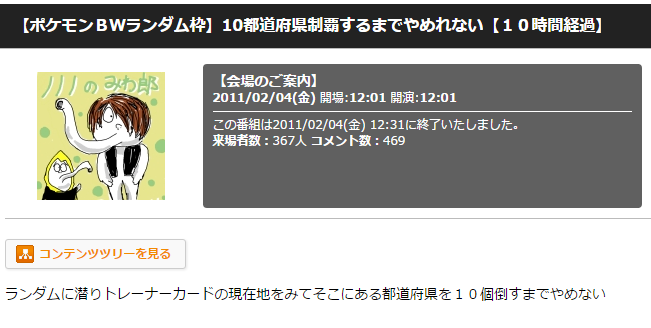 【ポケモンＢＷランダム枠】10都道府県制覇するまでやめれない【１０時間経過】
ノノノのみわ郎
【会場のご案内】
2011/02/04(金) 開場:12:01 開演:12:01
この番組は2011/02/04(金) 12:31に終了いたしました。
来場者数：367人 コメント数：469
コンテンツツリーを見る
ランダムに潜りトレーナーカードの現在地をみてそこにある都道府県を１０個倒すまでやめない